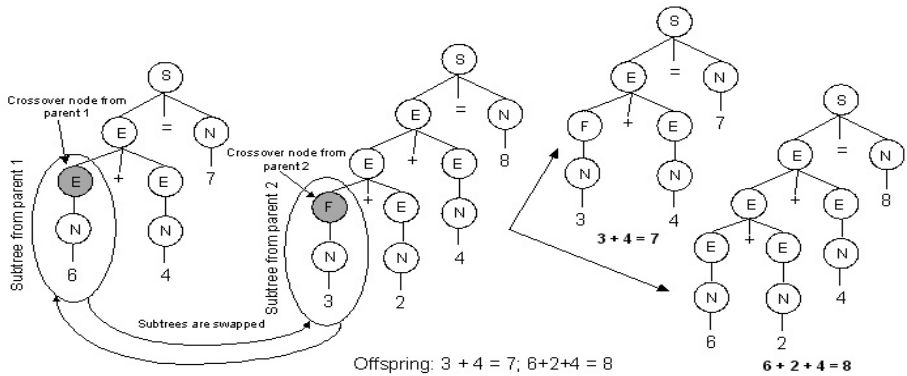 S
E
=
N
7
E
+
E
N
N
6
4
Crossover node from
parent 1
Subtree from parent 1
S
E
=
N
8
E
+
E
F
+
E
N
N
N
4
3
2
Crossover node from
parent 2
Subtree from parent 2
Subtrees are swapped
S
E
=
N
7
F
+
E
N
N
3
4
3 + 4 = 7
S
E
=
N
8
E
+
E
E
+
E
N
N
N
4
6
2
6 + 2 + 4 = 8
Offspring: 3 + 4 = 7; 6+2+4 = 8